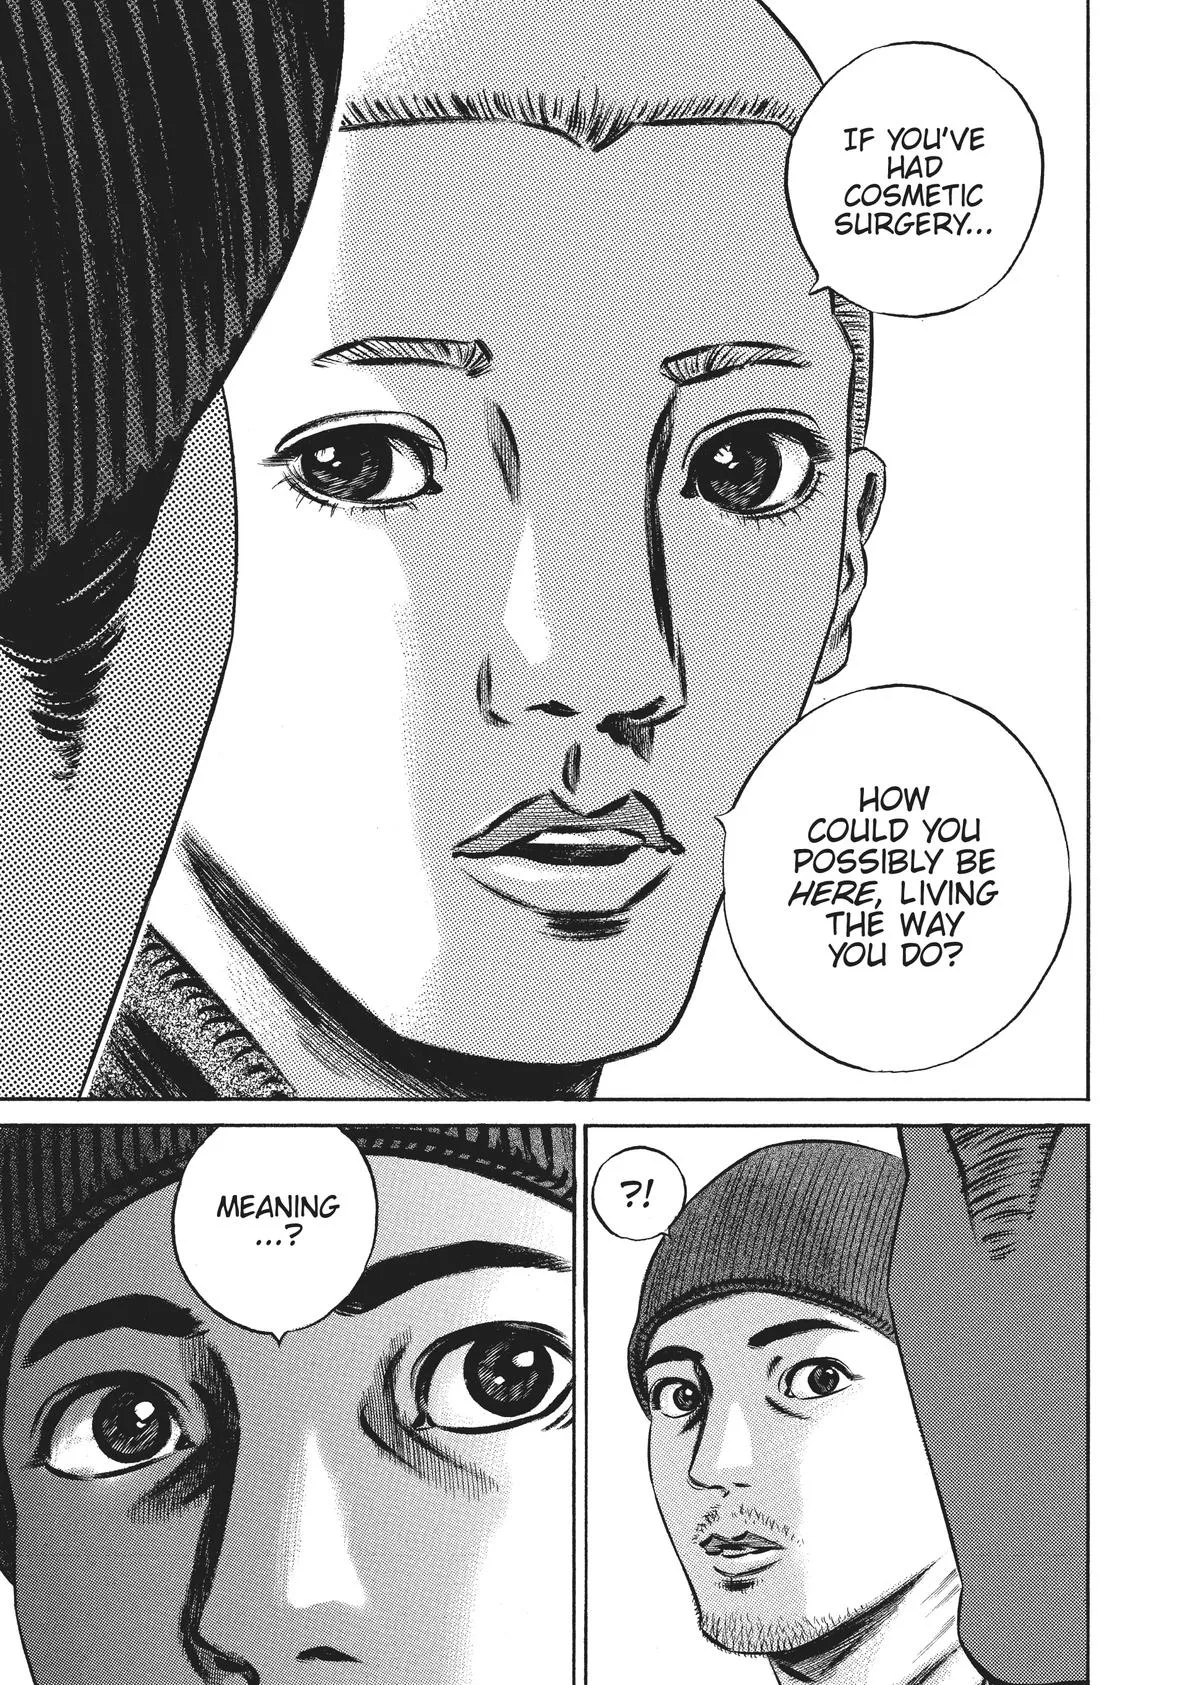 IF YOU'VE
HAD
COSMETIC
SURGERY...
HOW
COULD YOU
POSSIBLY BE
HERE, LIVING
THE WAY
YOU DO?
?!
MEANING
...?